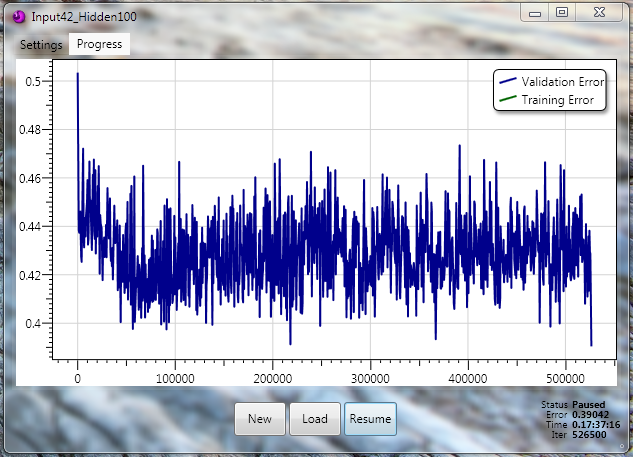 Input42_Hidden100
Settings Progress
Validation Error
Training Error
0.5
0.48
0.46
0.44
0.42
0.4
0 100000 200000 300000 400000 500000
New Load Resume
Status Paused
Error 0.39042
Time 0.17:37:16
Iter 526500